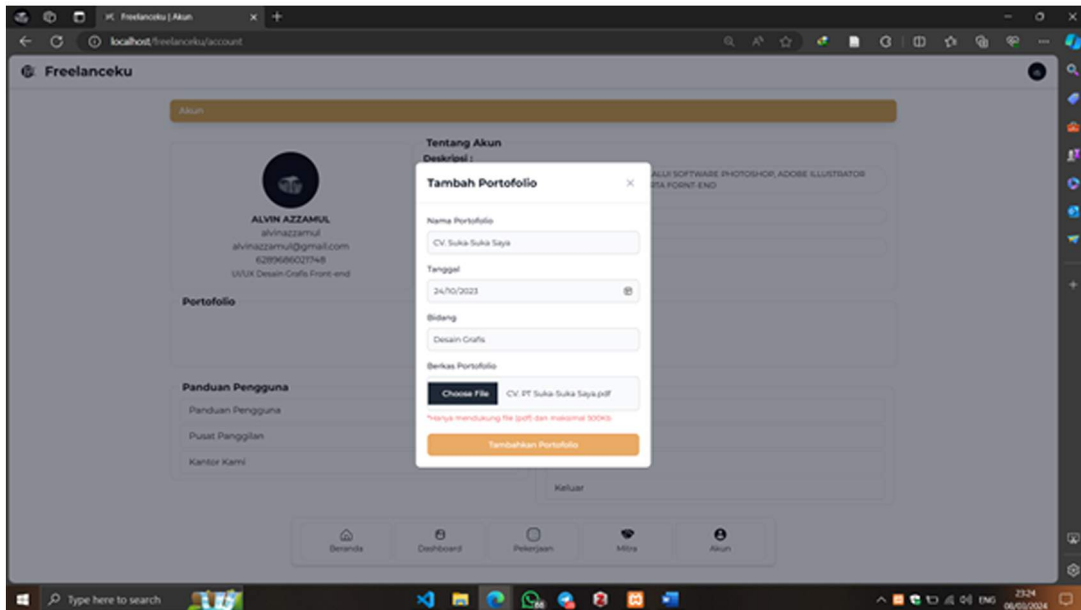 Freelanceku | Akun
localhost/freelanceku/account
Freelanceku
Akun
Tentang Akun
Deskripsi :
ALUI SOFTWARE PHOTOSHOP, ADOBE ILLUSTRATOR
RTA FORNT-END
ALVIN AZZAMUL
alvinazzamul
alvinazzamul@gmail.com
6289686021748
UI/UX Desain Grafis Front-end
Portofolio
Tambah Portofolio
Nama Portofolio
CV. Suka-Suka Saya
Tanggal
24/10/2023
Bidang
Desain Grafis
Berkas Portofolio
Choose File CV. PT Suka-Suka Saya.pdf
*Hanya mendukung file (pdf) dan maksimal 500Kb
Tambahkan Portofolio
Panduan Pengguna
Panduan Pengguna
Pusat Panggilan
Kantor Kami
Keluar
Beranda Dashboard Pekerjaan Mitra Akun
Type here to search
ENG
23:24
08/03/2024